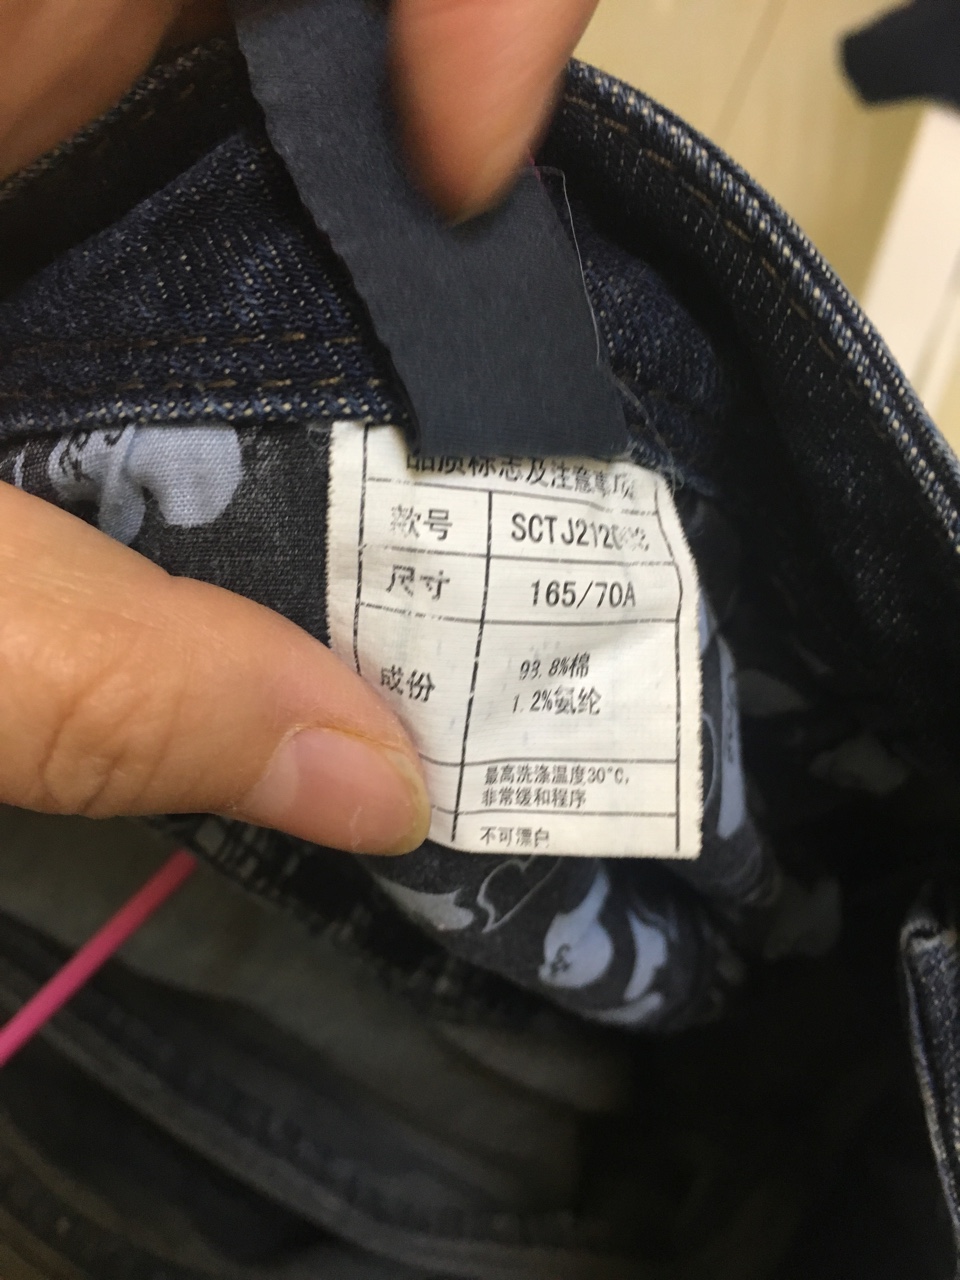 品质标志及注意事项
款号 SCTJ212
尺寸 165/70A
成份 98.8%棉
1.2%氨纶
最高洗涤温度30°C,
非常缓和程序
不可漂白